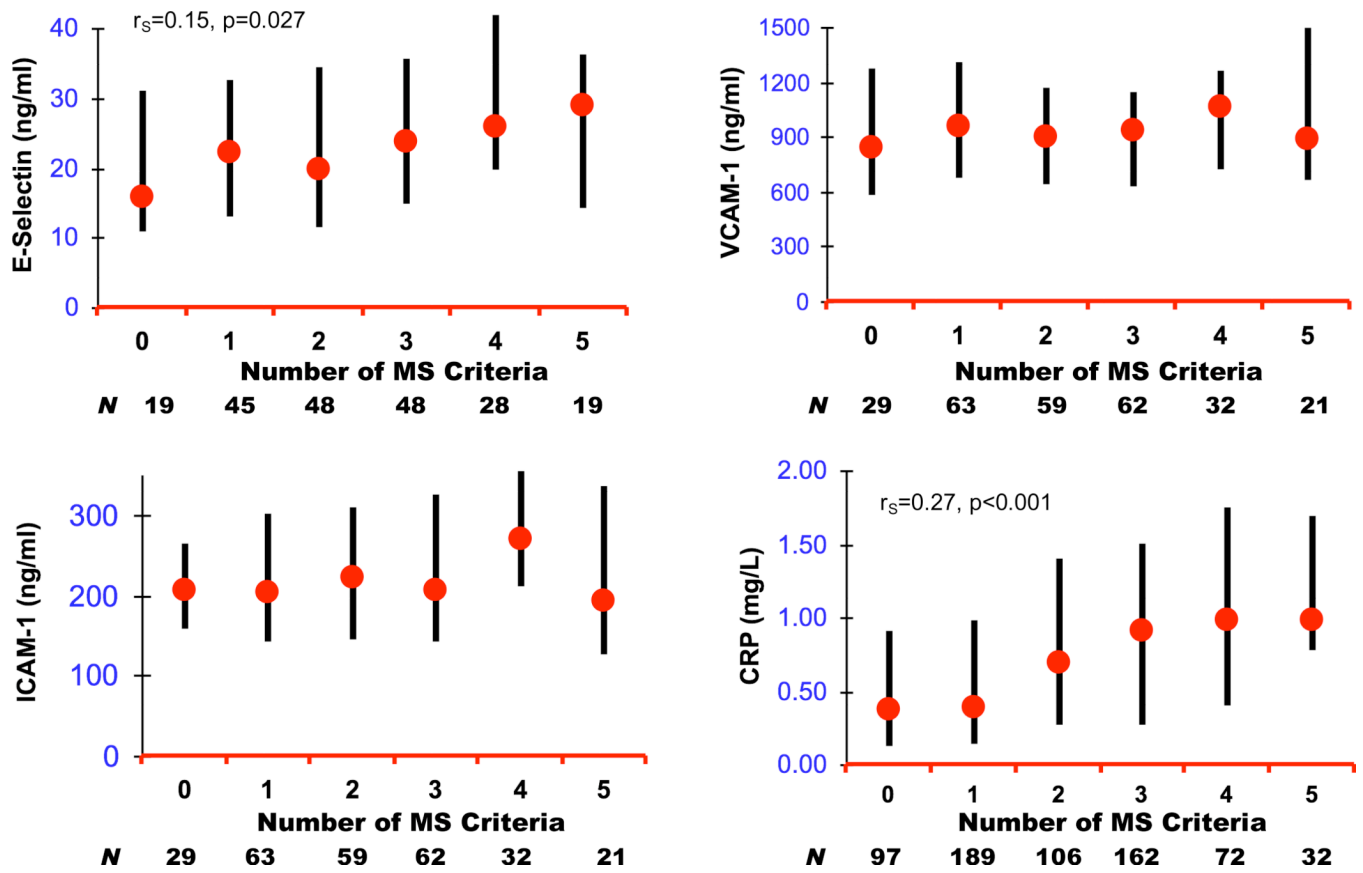 r_S=0.15, p=0.027
E-Selectin (ng/ml)
40
30
20
10
0
0 1 2 3 4 5
Number of MS Criteria
N 19 45 48 48 28 19
VCAM-1 (ng/ml)
1500
1200
900
600
300
0
0 1 2 3 4 5
Number of MS Criteria
N 29 63 59 62 32 21
ICAM-1 (ng/ml)
300
200
100
0
0 1 2 3 4 5
Number of MS Criteria
N 29 63 59 62 32 21
r_S=0.27, p<0.001
CRP (mg/L)
2.00
1.50
1.00
0.50
0.00
0 1 2 3 4 5
Number of MS Criteria
N 97 189 106 162 72 32